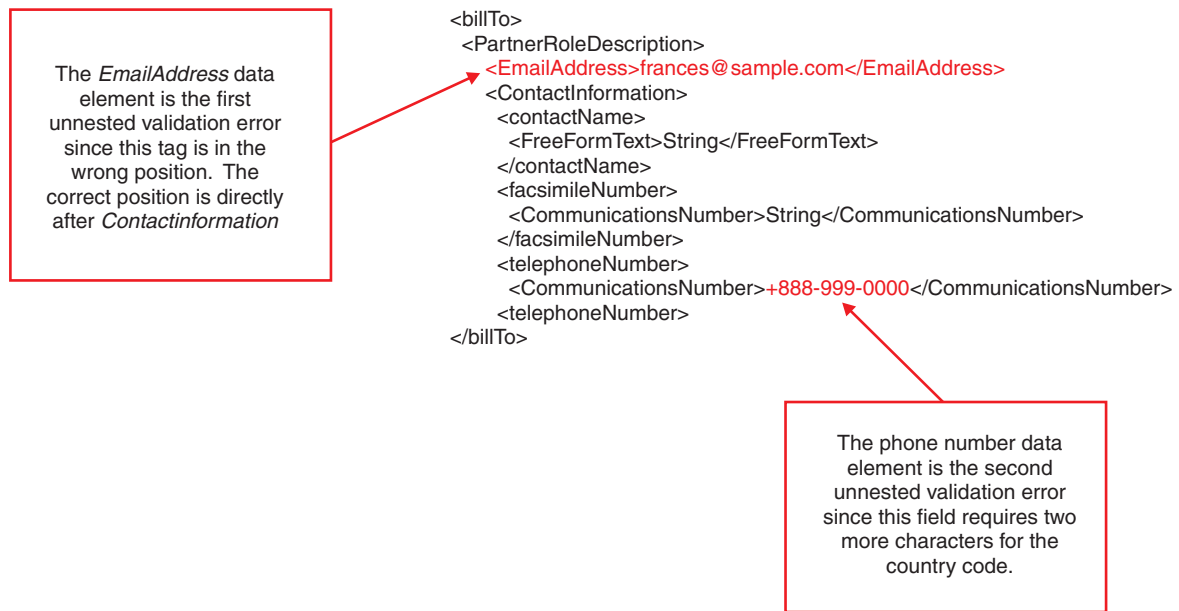 <billTo>
<PartnerRoleDescription>
<EmailAddress>frances@sample.com</EmailAddress>
<ContactInformation>
<contactName>
<FreeFormText>String</FreeFormText>
</contactName>
<facsimileNumber>
<CommunicationsNumber>String</CommunicationsNumber>
</facsimileNumber>
<telephoneNumber>
<CommunicationsNumber>+888-999-0000</CommunicationsNumber>
<telephoneNumber>
</billTo>
The EmailAddress data
element is the first
unnested validation error
since this tag is in the
wrong position. The
correct position is directly
after Contactinformation
The phone number data
element is the second
unnested validation error
since this field requires two
more characters for the
country code.